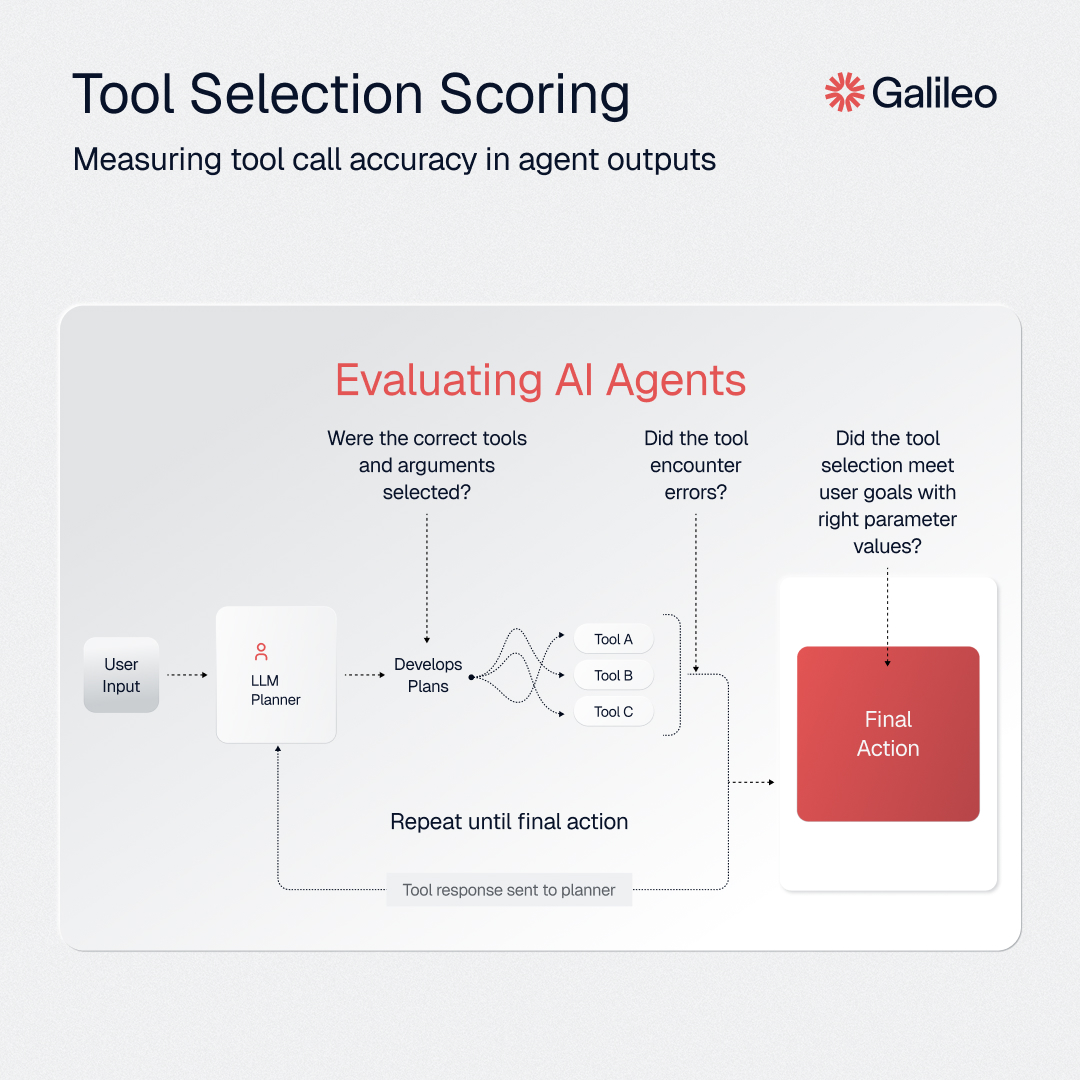 Tool Selection Scoring
Galileo
Measuring tool call accuracy in agent outputs
Evaluating AI Agents
Were the correct tools
and arguments
selected?
Did the tool
encounter
errors?
Did the tool
selection meet
user goals with
right parameter
values?
User
Input
LLM
Planner
Develops
Plans
Tool A
Tool B
Tool C
Final
Action
Repeat until final action
Tool response sent to planner